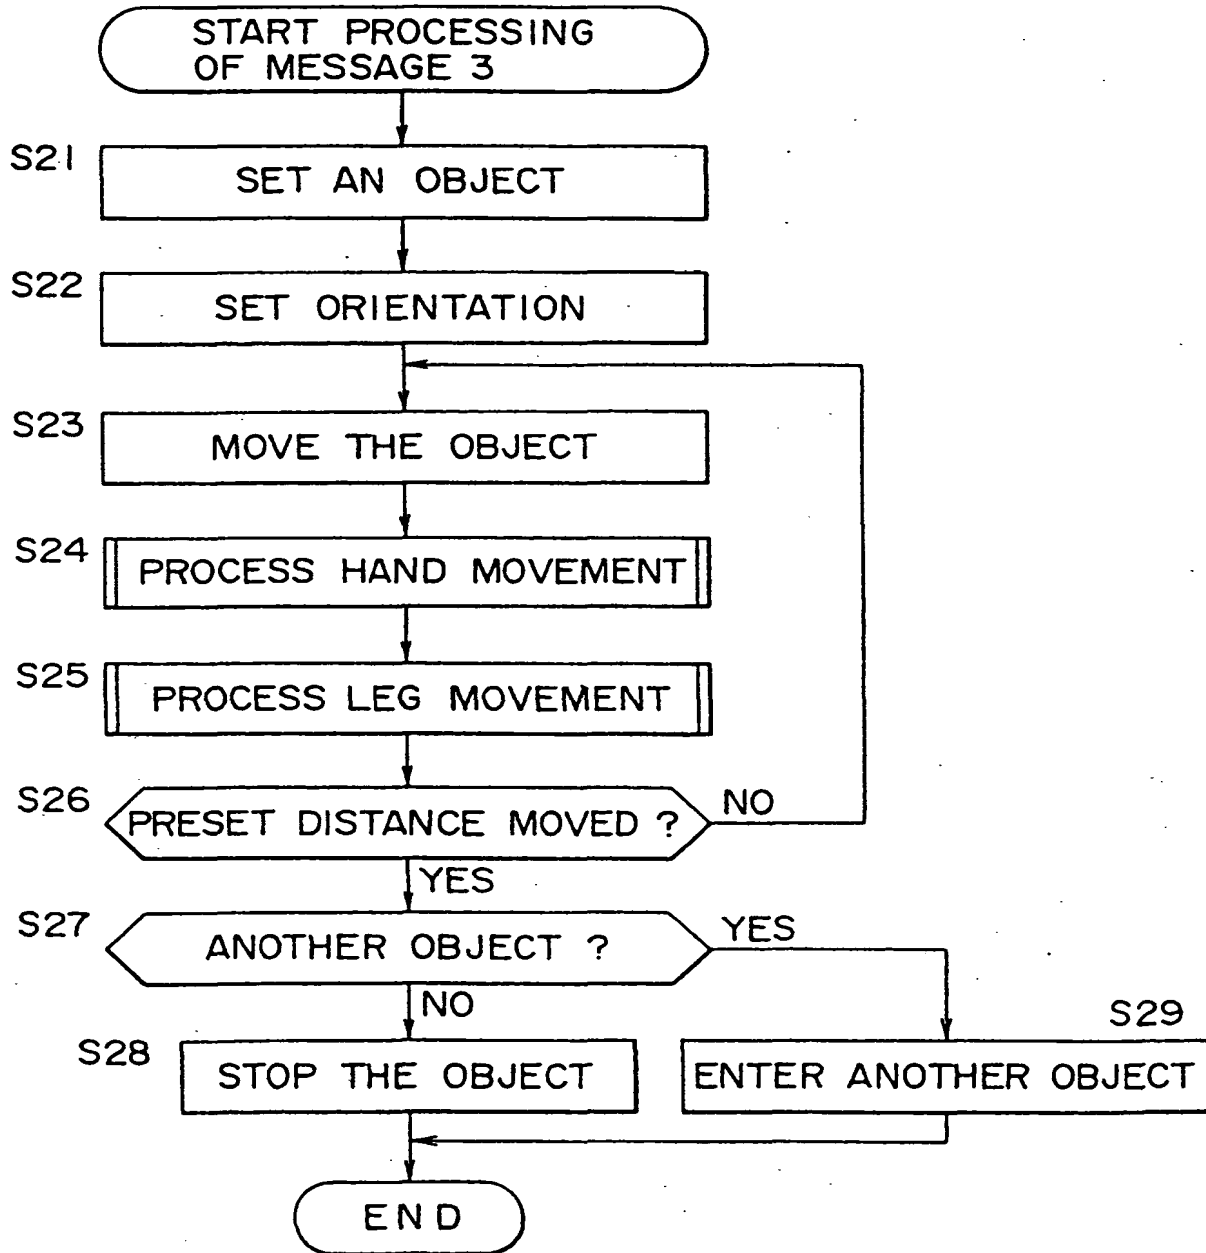 START PROCESSING
OF MESSAGE 3
S21
SET AN OBJECT
S22
SET ORIENTATION
S23
MOVE THE OBJECT
S24
PROCESS HAND MOVEMENT
S25
PROCESS LEG MOVEMENT
S26
PRESET DISTANCE MOVED ?
NO
YES
S27
ANOTHER OBJECT ?
YES
NO
S28
STOP THE OBJECT
S29
ENTER ANOTHER OBJECT
END